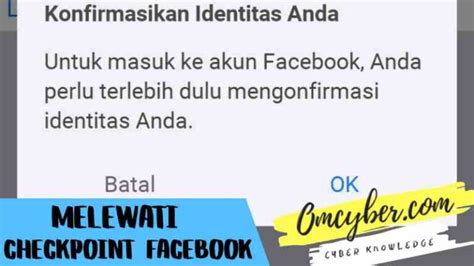 Konfirmasikan Identitas Anda
Untuk masuk ke akun Facebook, Anda
perlu terlebih dulu mengonfirmasi
identitas Anda.
Batal OK
MELEWATI
CHECKPOINT FACEBOOK
Omcyber.com
CYBER KNOWLEDGE